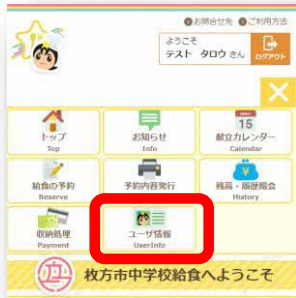 お問合せ先 ご利用方法
ようこそ
テスト タロウ さん
ログアウト
トップ
Top
お知らせ
Info
15
献立カレンダー
Calendar
給食の予約
Reserve
予約内容発行
残高・履歴照会
History
収納処理
Payment
ユーザ情報
UserInfo
枚方市中学校給食へようこそ